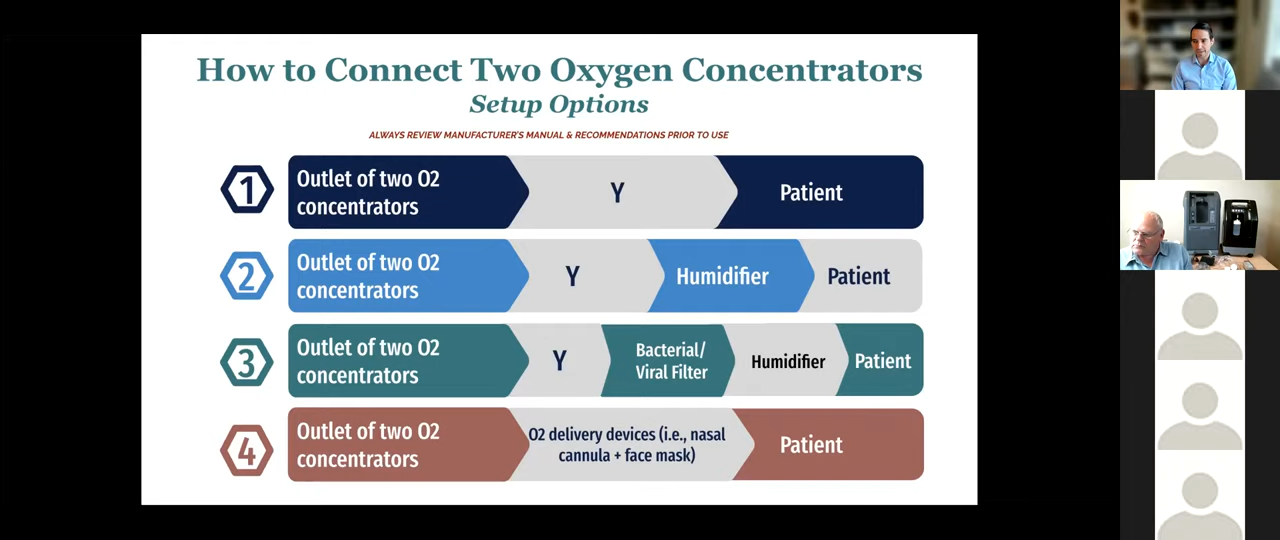 How to Connect Two Oxygen Concentrators
Setup Options
ALWAYS REVIEW MANUFACTURER'S MANUAL & RECOMMENDATIONS PRIOR TO USE
1
Outlet of two O2
concentrators
Y
Patient
2
Outlet of two O2
concentrators
Y
Humidifier
Patient
3
Outlet of two O2
concentrators
Y
Bacterial/
Viral Filter
Humidifier
Patient
4
Outlet of two O2
concentrators
O2 delivery devices (i.e., nasal
cannula + face mask)
Patient